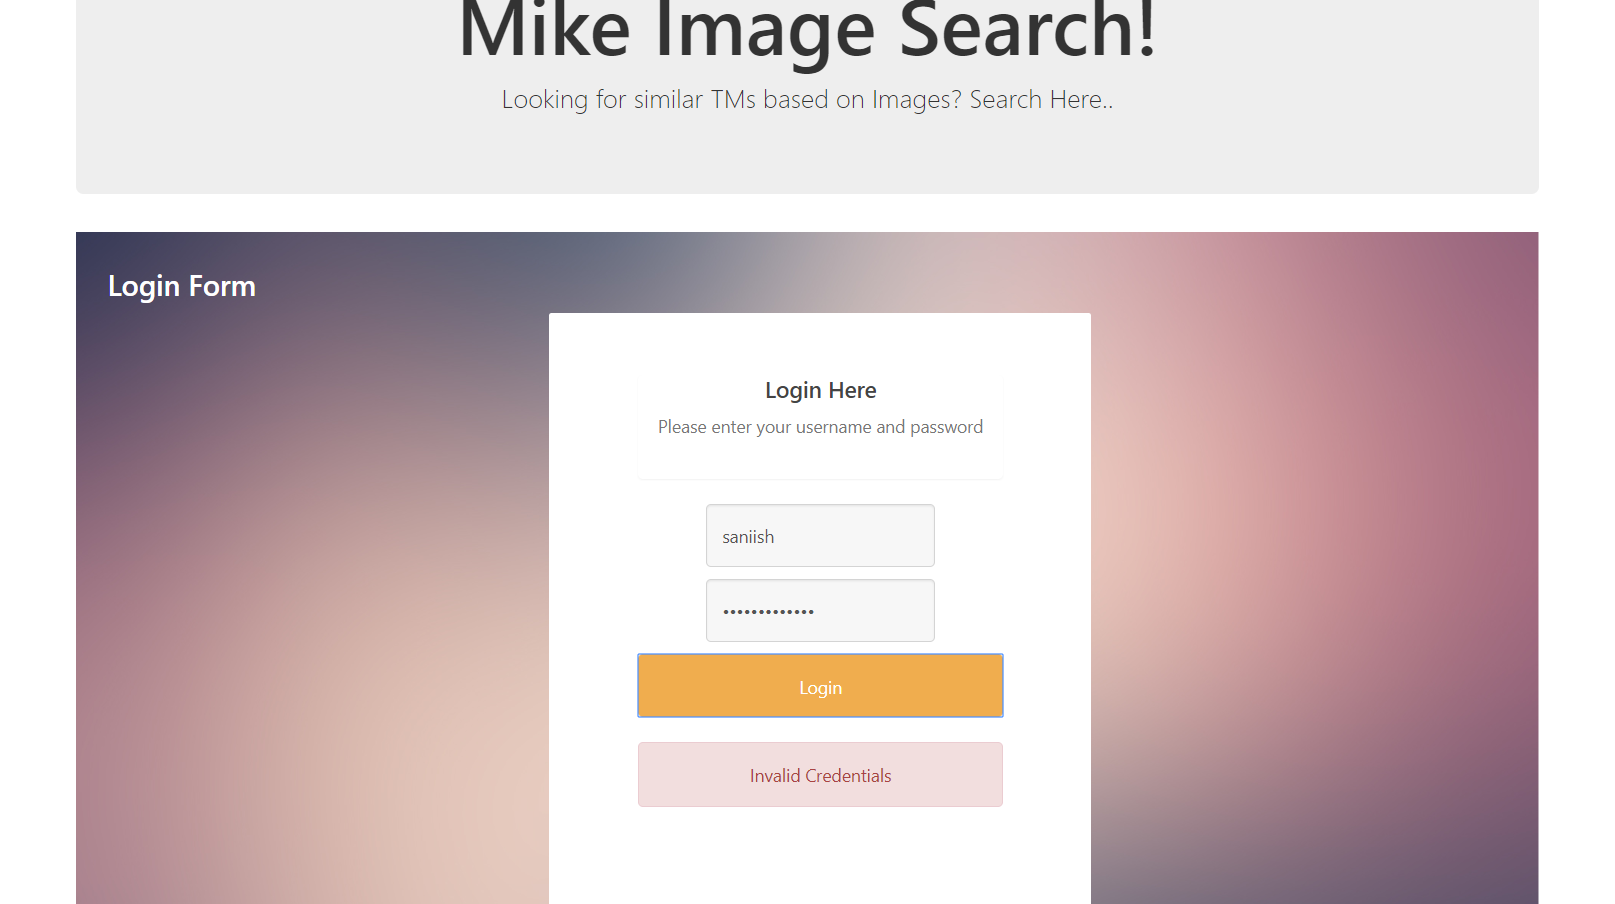 Mike Image Search!
Looking for similar TMs based on Images? Search Here..
Login Form
Login Here
Please enter your username and password
saniish
•••••••••••••
Login
Invalid Credentials